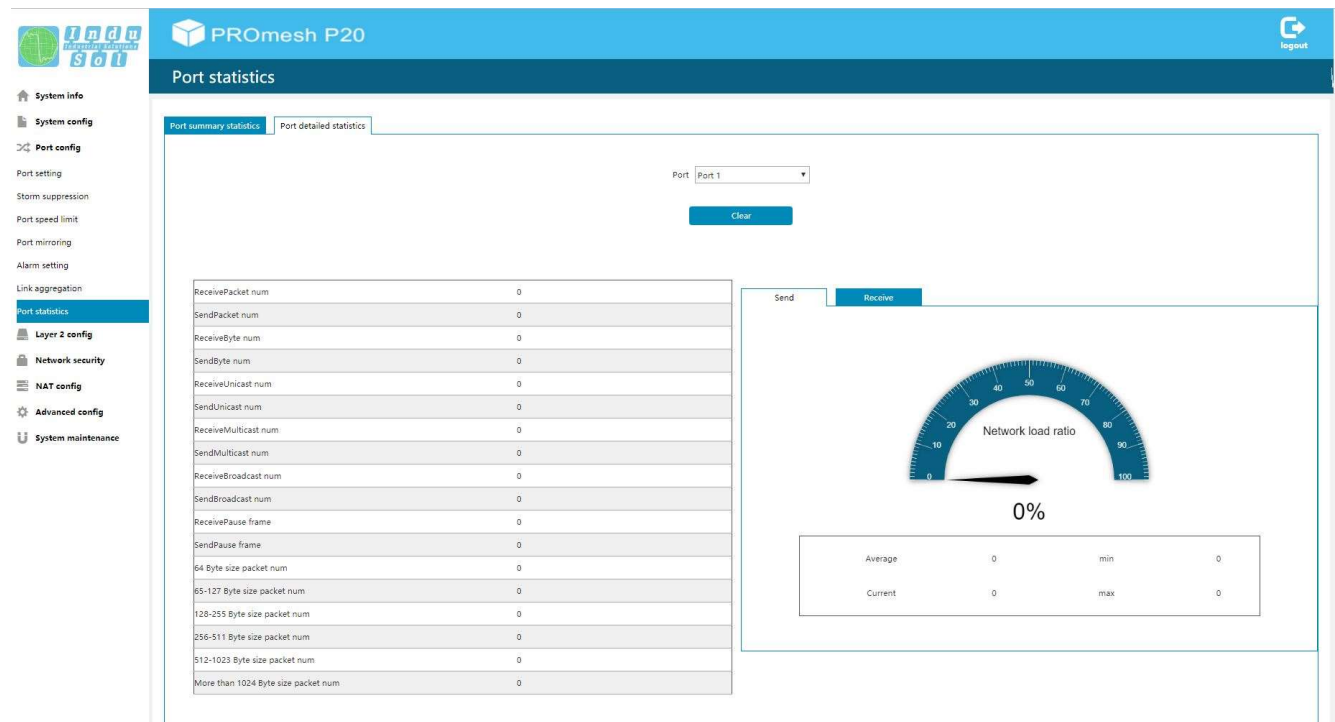 Indu
Industrial Solutions
Sol
PROmesh P20
logout
Port statistics
System info
System config
Port config
Port setting
Storm suppression
Port speed limit
Port mirroring
Alarm setting
Link aggregation
Port statistics
Layer 2 config
Network security
NAT config
Advanced config
System maintenance
Port summary statistics Port detailed statistics
Port Port 1
Clear
ReceivePacket num 0
SendPacket num 0
ReceiveByte num 0
SendByte num 0
ReceiveUnicast num 0
SendUnicast num 0
ReceiveMulticast num 0
SendMulticast num 0
ReceiveBroadcast num 0
SendBroadcast num 0
ReceivePause frame 0
SendPause frame 0
64 Byte size packet num 0
65-127 Byte size packet num 0
128-255 Byte size packet num 0
256-511 Byte size packet num 0
512-1023 Byte size packet num 0
More than 1024 Byte size packet num 0
Send Receive
0 10 20 30 40 50 60 70 80 90 100
Network load ratio
0%
Average 0 min 0
Current 0 max 0